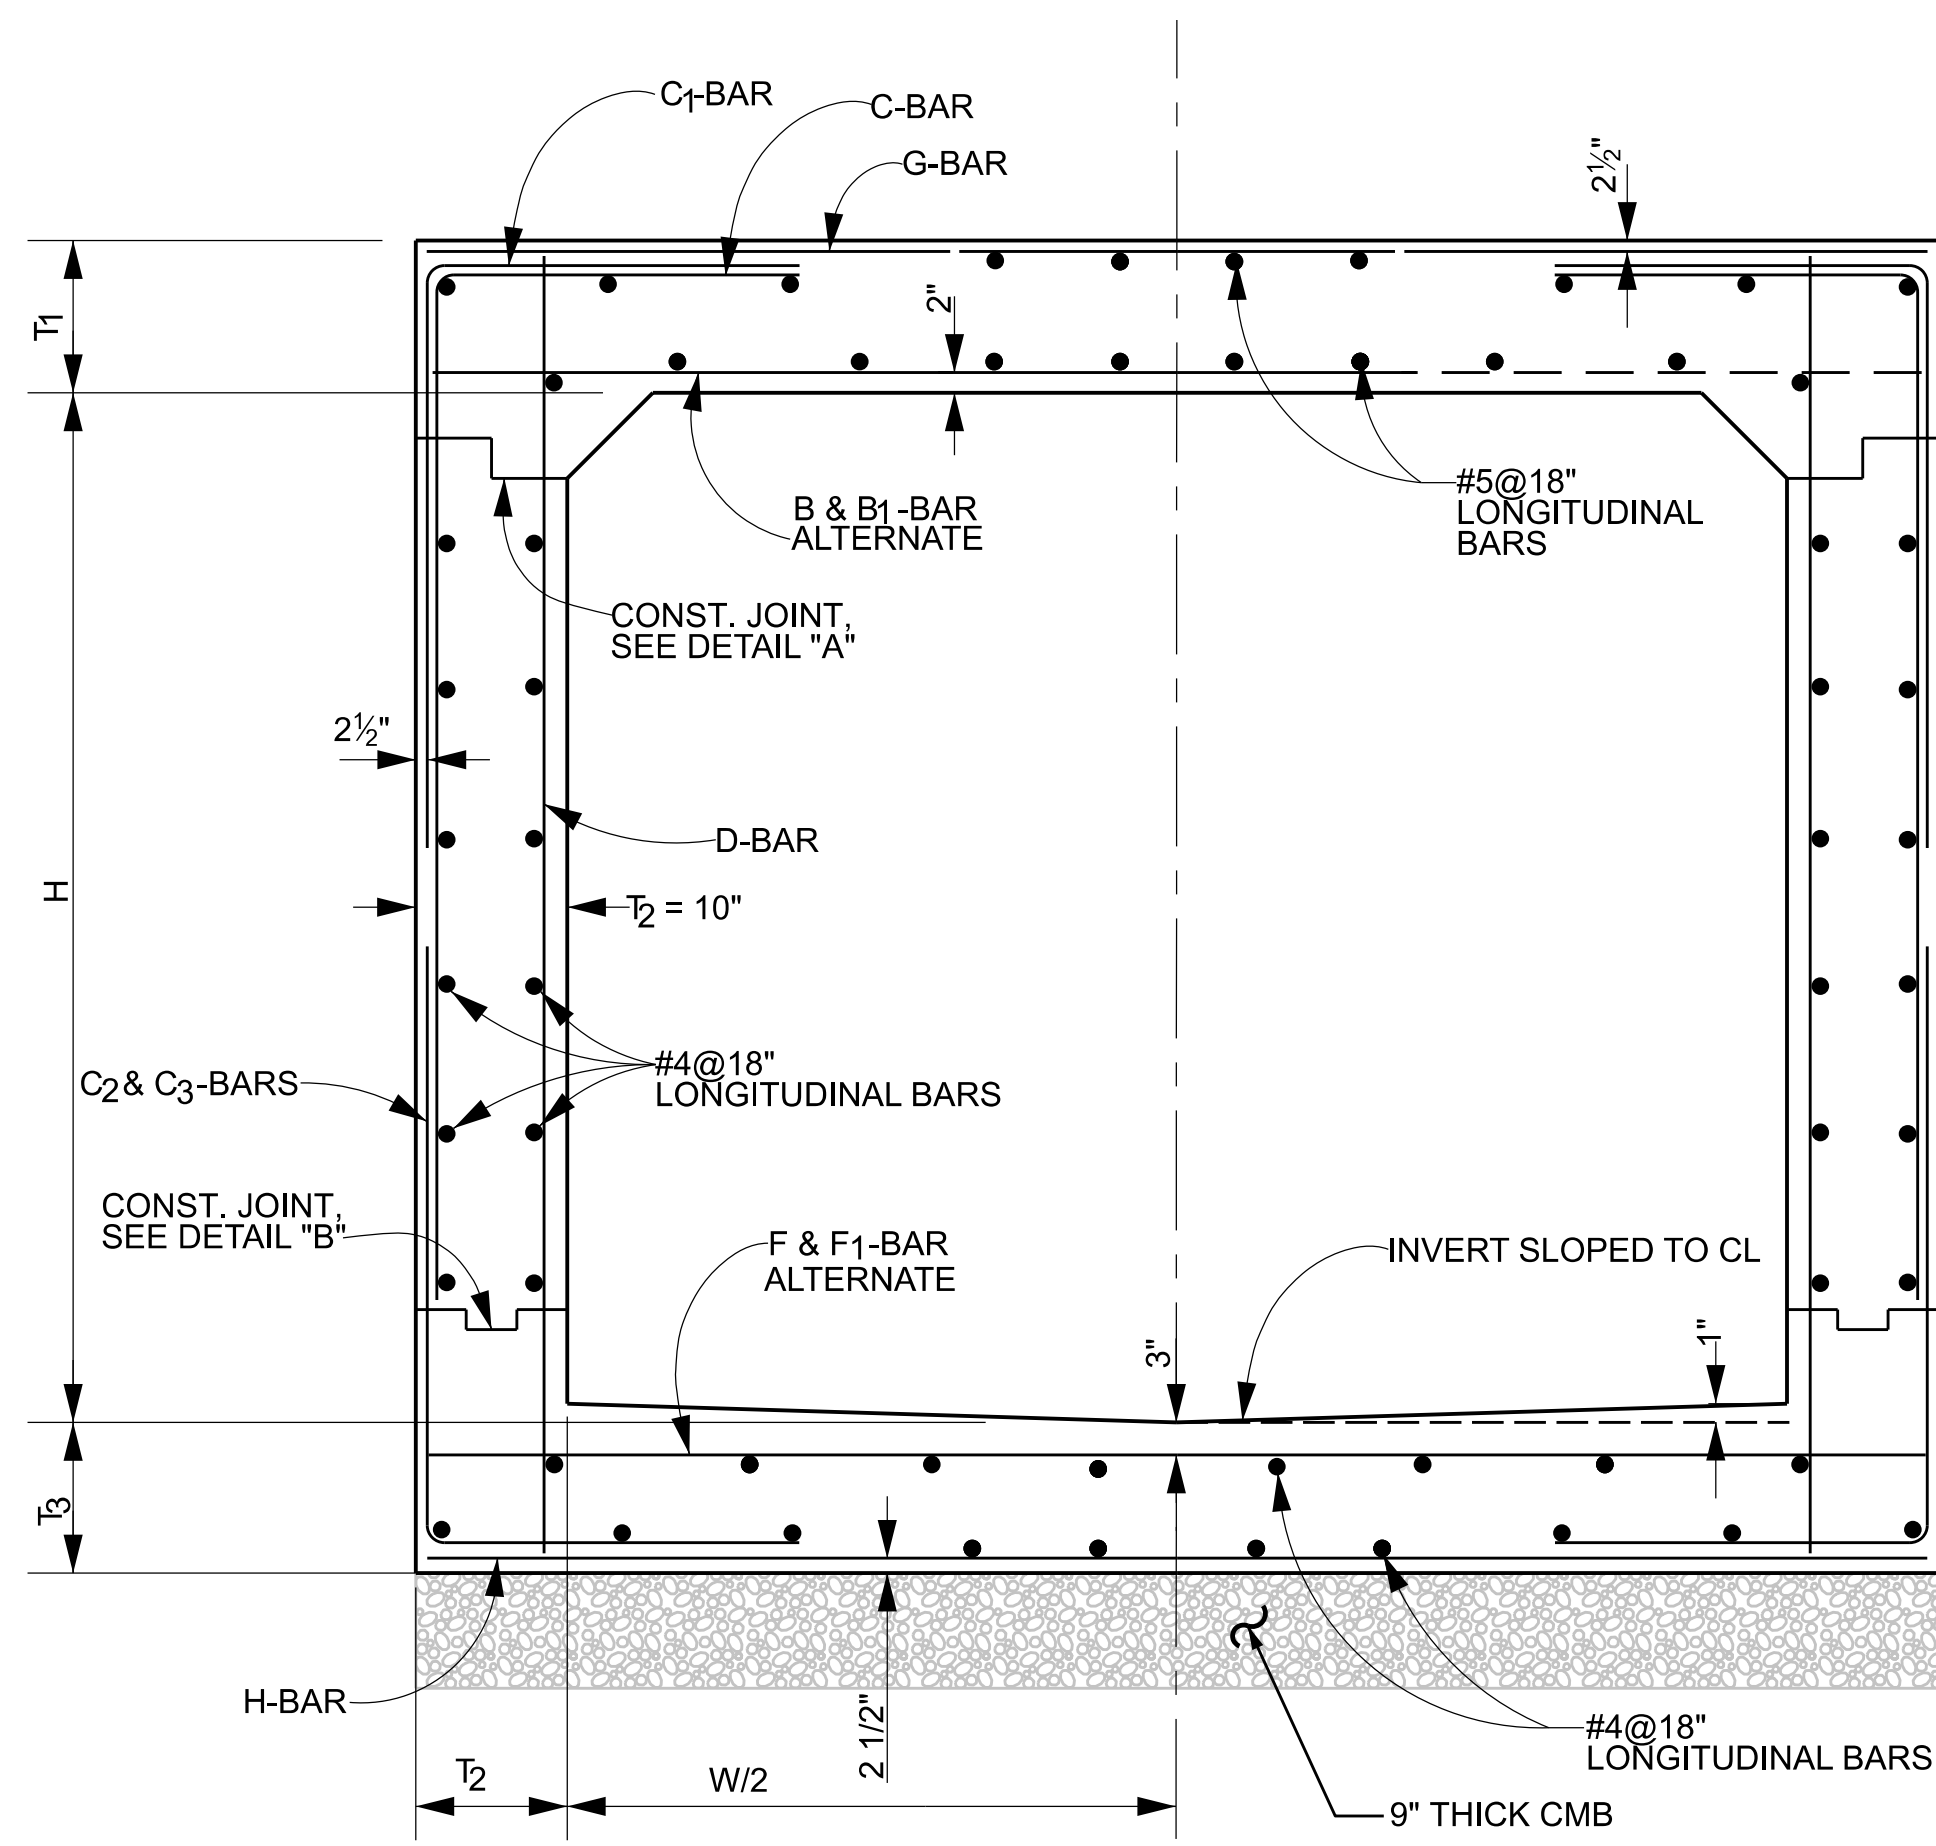 C1-BAR
C-BAR
G-BAR
2½"
T1
2"
B & B1-BAR
ALTERNATE
#5@18"
LONGITUDINAL
BARS
CONST. JOINT,
SEE DETAIL "A"
2½"
D-BAR
H
T2 = 10"
#4@18"
LONGITUDINAL BARS
C2 & C3-BARS
CONST. JOINT,
SEE DETAIL "B"
F & F1-BAR
ALTERNATE
INVERT SLOPED TO CL
3"
1"
T3
H-BAR
2 1/2"
#4@18"
LONGITUDINAL BARS
T2
W/2
9" THICK CMB